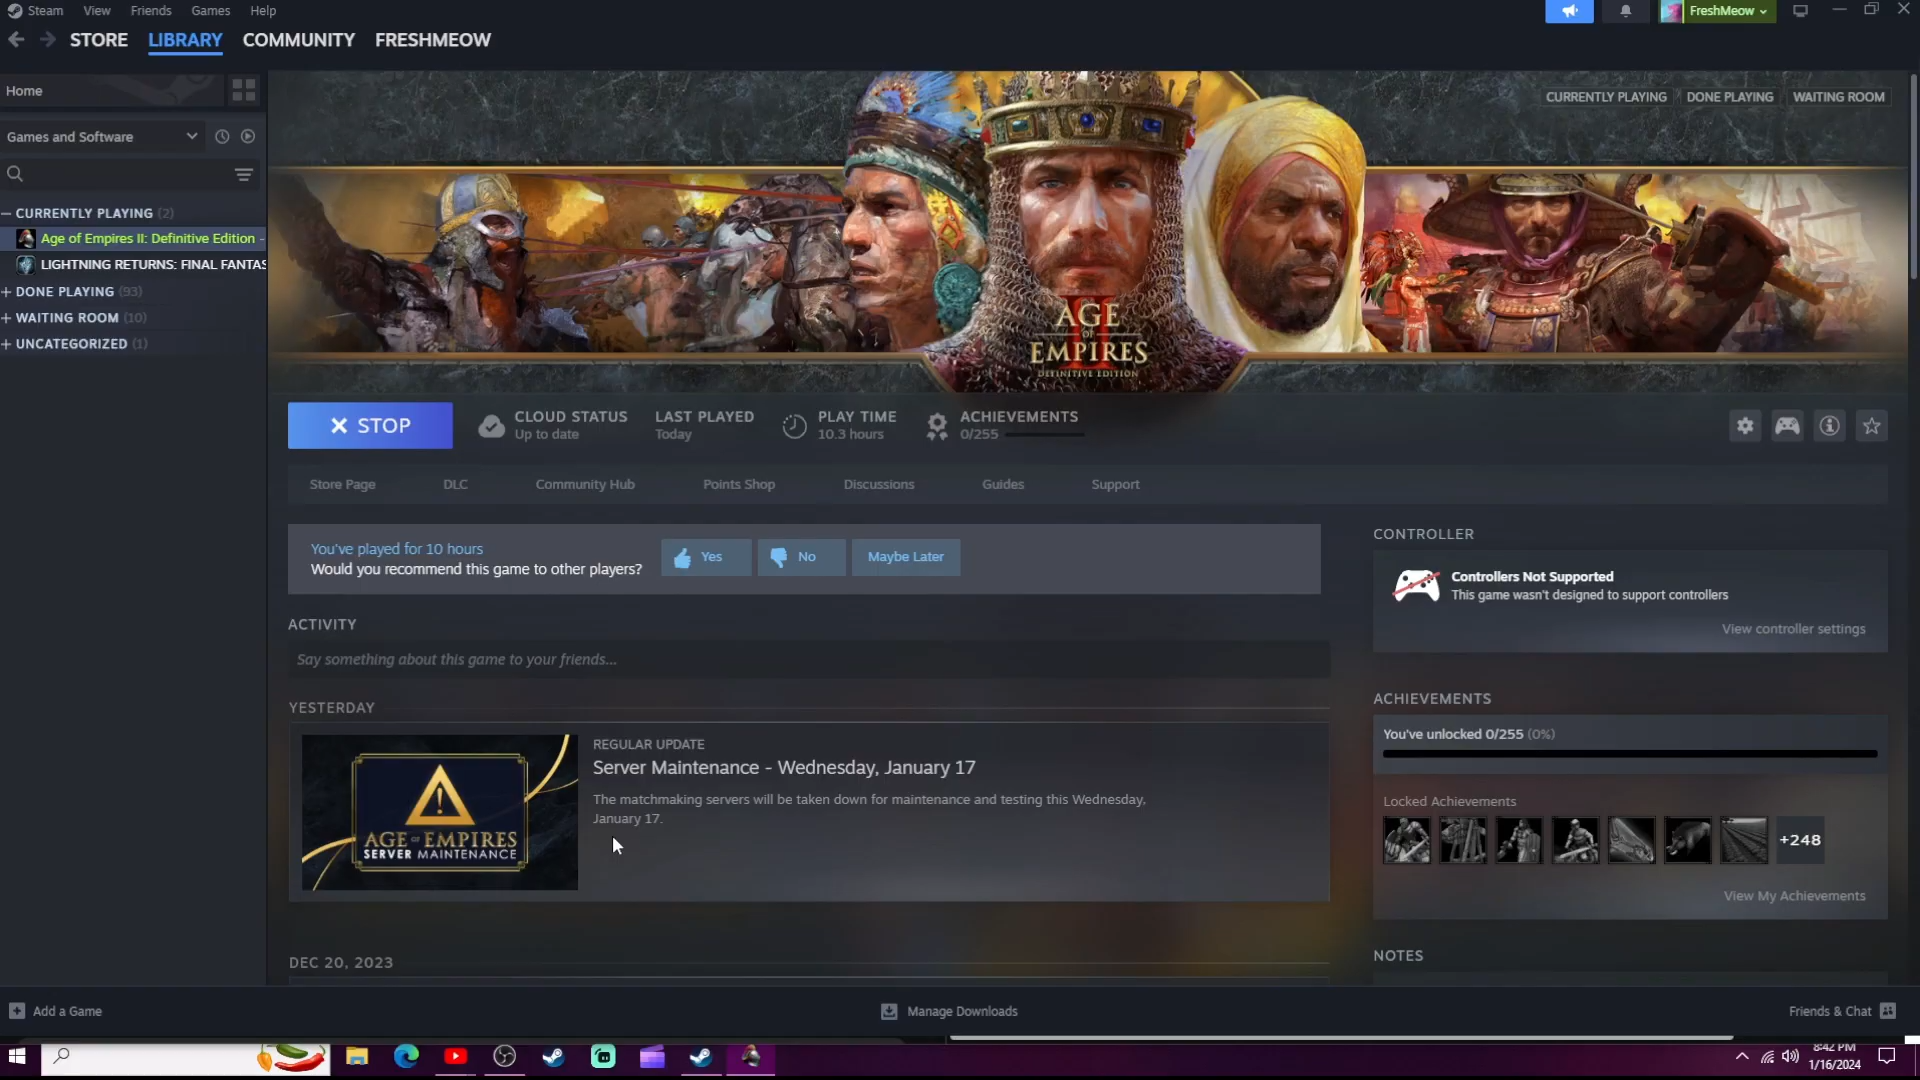 Steam View Friends Games Help
FreshMeow
STORE LIBRARY COMMUNITY FRESHMEOW
Home
Games and Software
CURRENTLY PLAYING (2)
Age of Empires II: Definitive Edition -
LIGHTNING RETURNS: FINAL FANTAS
DONE PLAYING (93)
WAITING ROOM (10)
UNCATEGORIZED (1)
CURRENTLY PLAYING DONE PLAYING WAITING ROOM
AGE OF EMPIRES
II
DEFINITIVE EDITION
STOP
CLOUD STATUS
Up to date
LAST PLAYED
Today
PLAY TIME
10.3 hours
ACHIEVEMENTS
0/255
Store Page DLC Community Hub Points Shop Discussions Guides Support
You've played for 10 hours
Would you recommend this game to other players?
Yes No Maybe Later
ACTIVITY
Say something about this game to your friends...
YESTERDAY
AGE OF EMPIRES
SERVER MAINTENANCE
REGULAR UPDATE
Server Maintenance - Wednesday, January 17
The matchmaking servers will be taken down for maintenance and testing this Wednesday,
January 17.
DEC 20, 2023
CONTROLLER
Controllers Not Supported
This game wasn't designed to support controllers
View controller settings
ACHIEVEMENTS
You've unlocked 0/255 (0%)
Locked Achievements
+248
View My Achievements
NOTES
Add a Game
Manage Downloads
Friends & Chat
8:42 PM
1/16/2024